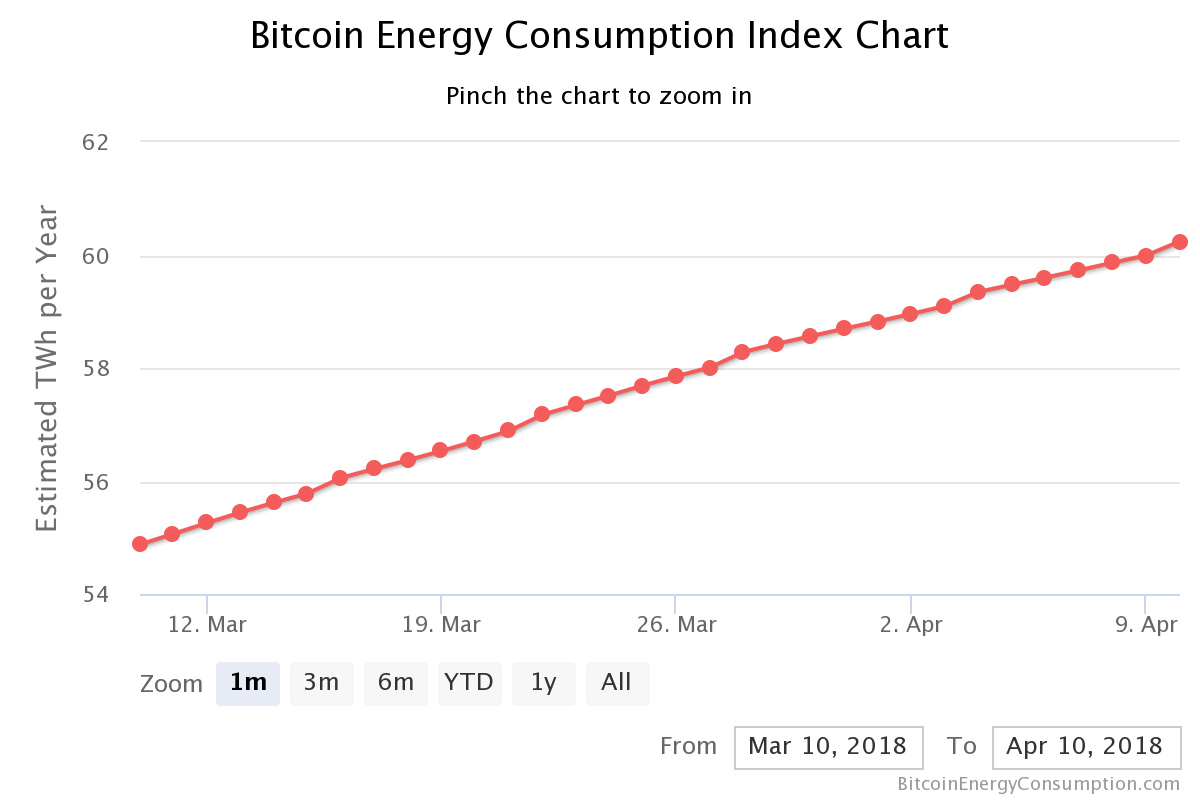 Bitcoin Energy Consumption Index Chart
Pinch the chart to zoom in
Estimated TWh per Year
62
60
58
56
54
12. Mar 19. Mar 26. Mar 2. Apr 9. Apr
Zoom 1m 3m 6m YTD 1y All
From Mar 10, 2018 To Apr 10, 2018
BitcoinEnergyConsumption.com